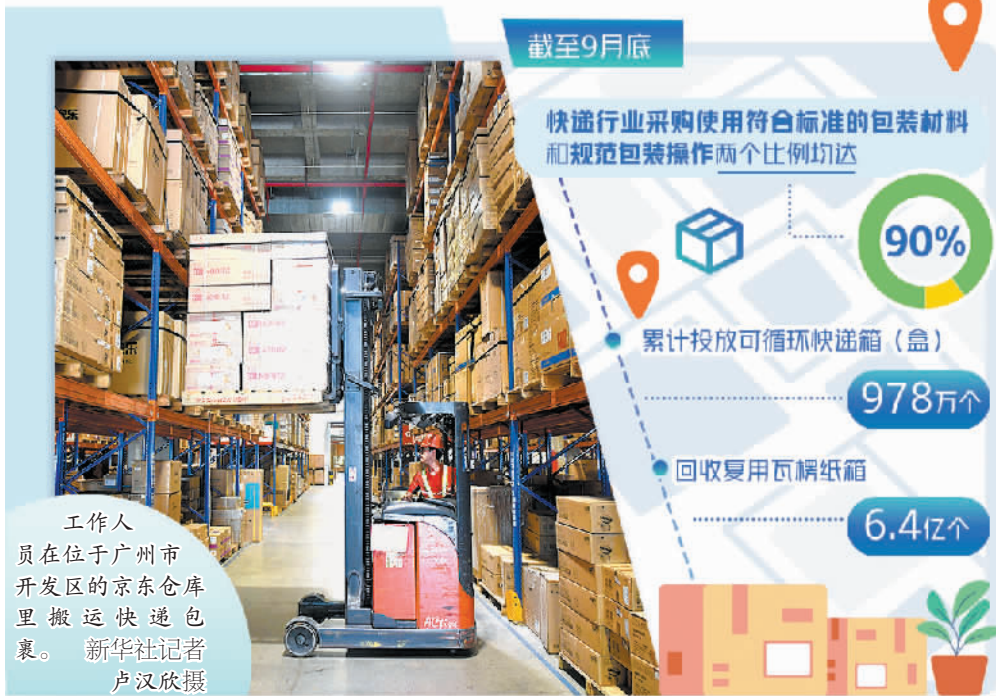 截至9月底
快递行业采购使用符合标准的包装材料
和规范包装操作两个比例均达
90%
累计投放可循环快递箱（盒）
978万个
回收复用瓦楞纸箱
6.4亿个
工作人
员在位于广州市
开发区的京东仓库
里搬运快递包
裹。 新华社记者
卢汉欣摄